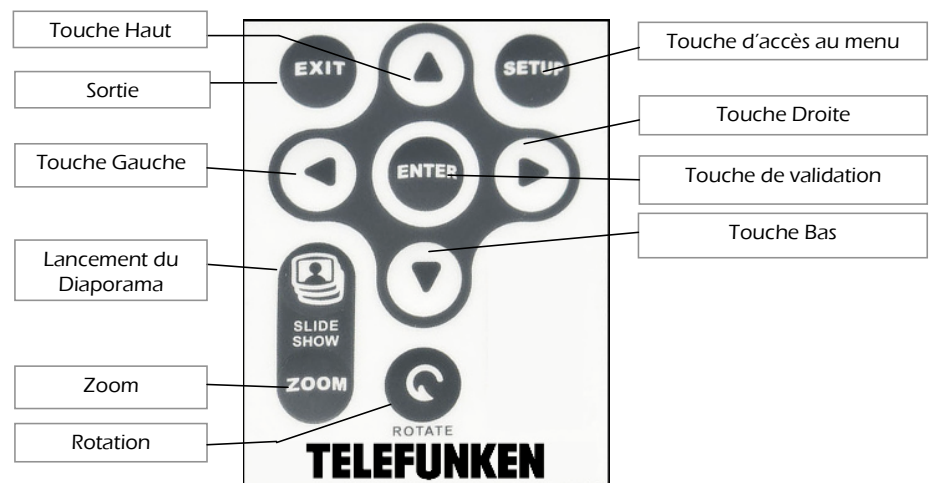 Touche Haut
Sortie
Touche Gauche
Lancement du
Diaporama
Zoom
Rotation
EXIT
SETUP
ENTER
SLIDE
SHOW
ZOOM
ROTATE
TELEFUNKEN
Touche d'accès au menu
Touche Droite
Touche de validation
Touche Bas